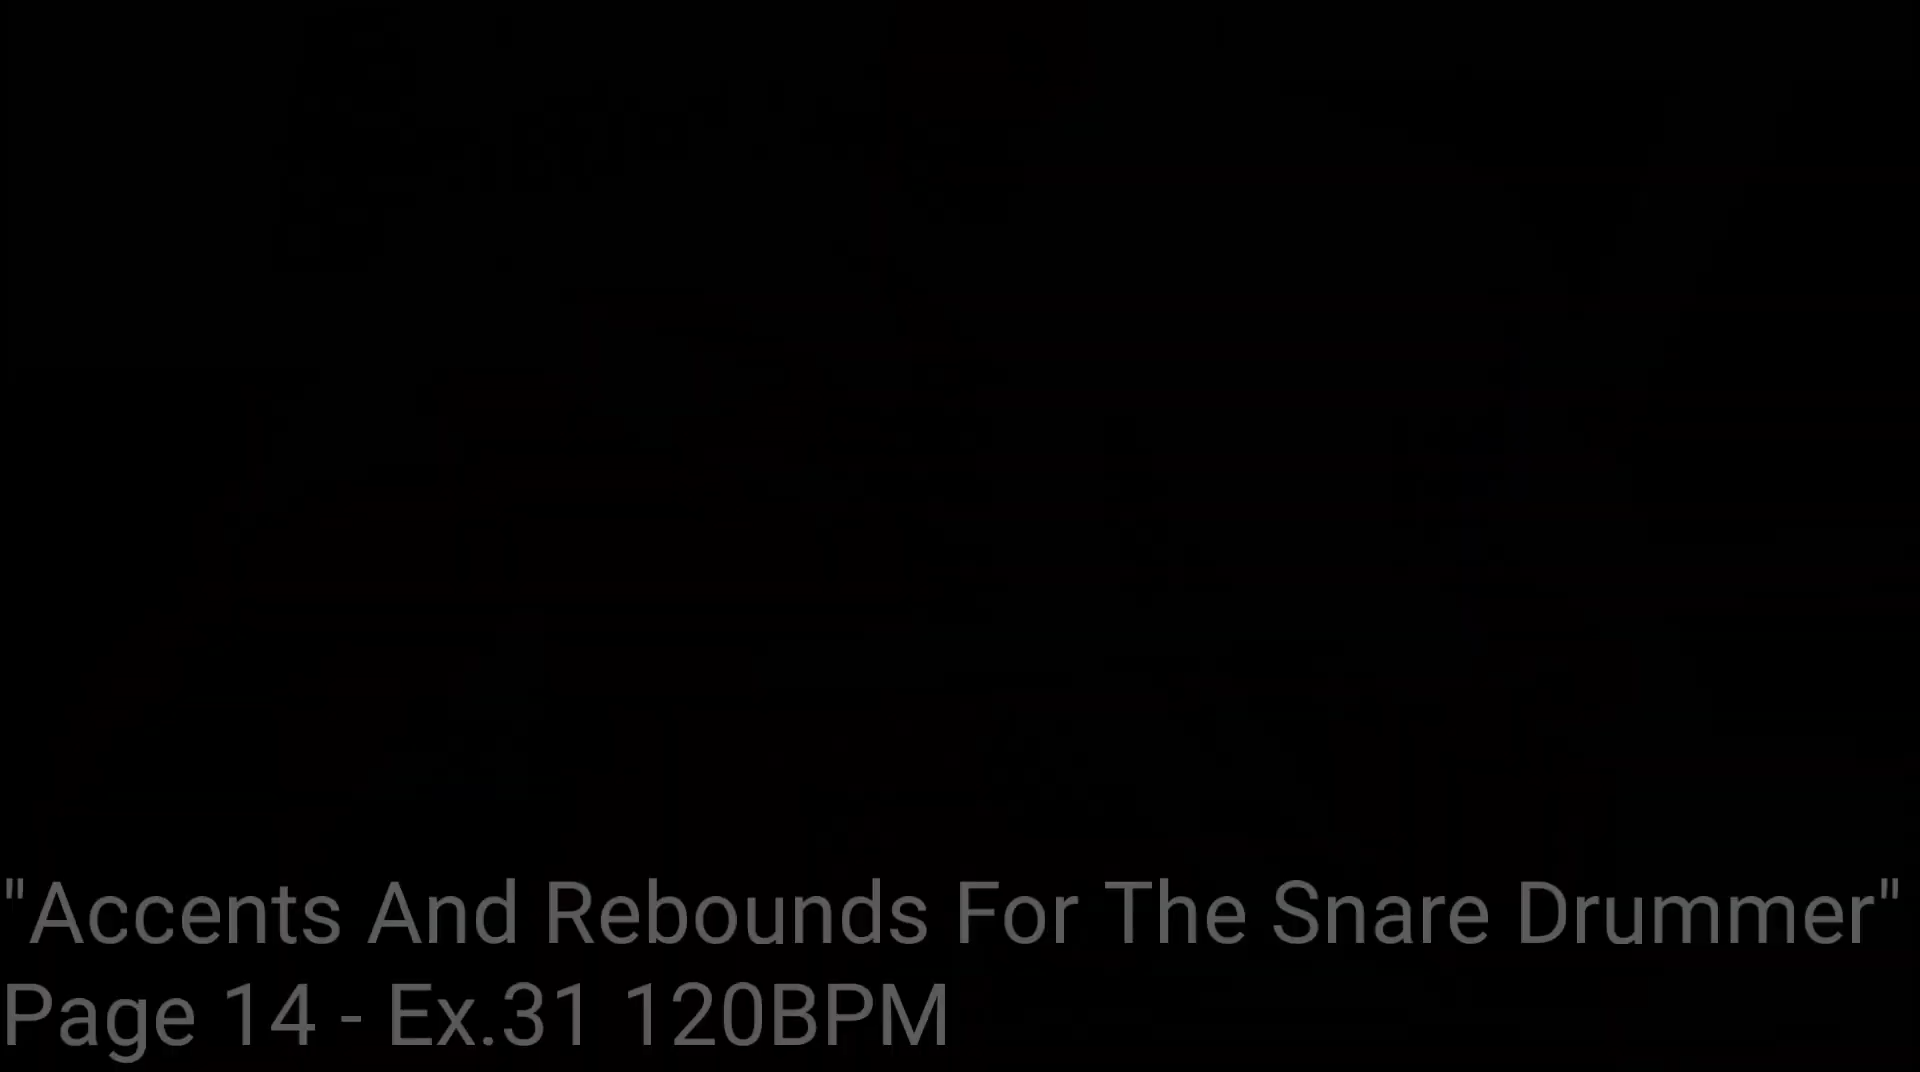 "Accents And Rebounds For The Snare Drummer"
Page 14 - Ex.31 120BPM